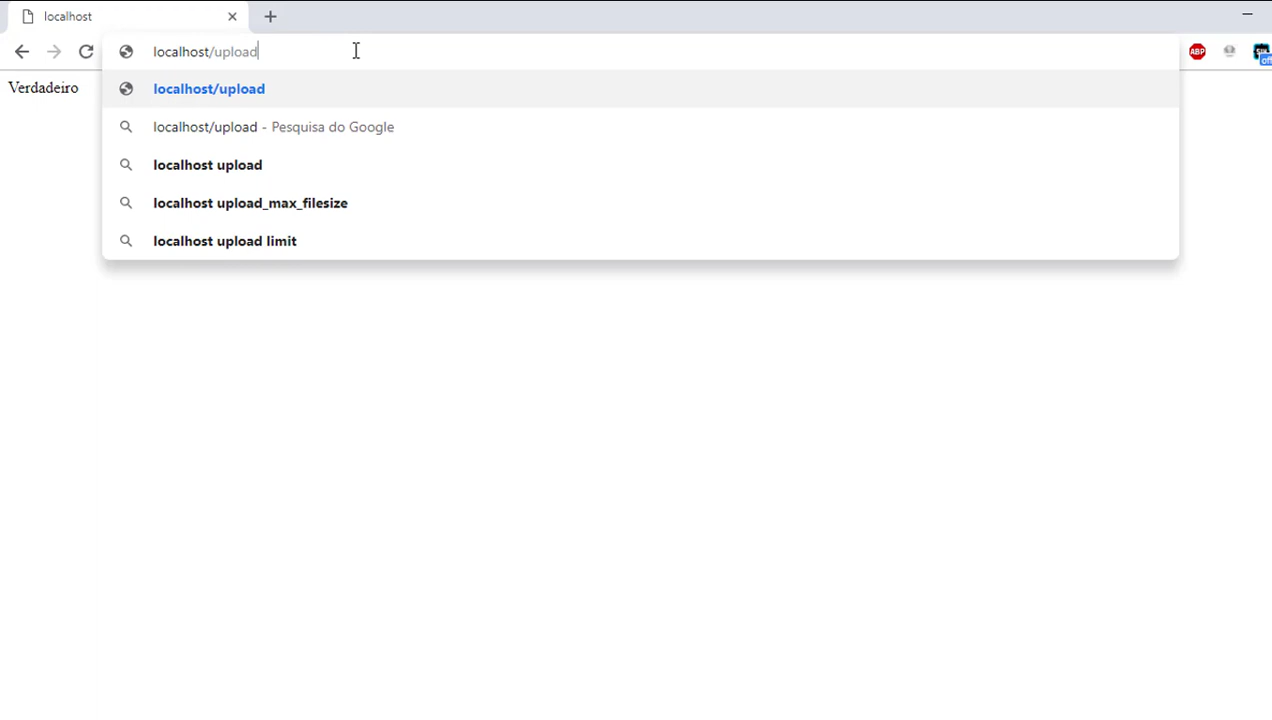 localhost
localhost/upload
ABP
off
Verdadeiro
localhost/upload
localhost/upload - Pesquisa do Google
localhost upload
localhost upload_max_filesize
localhost upload limit